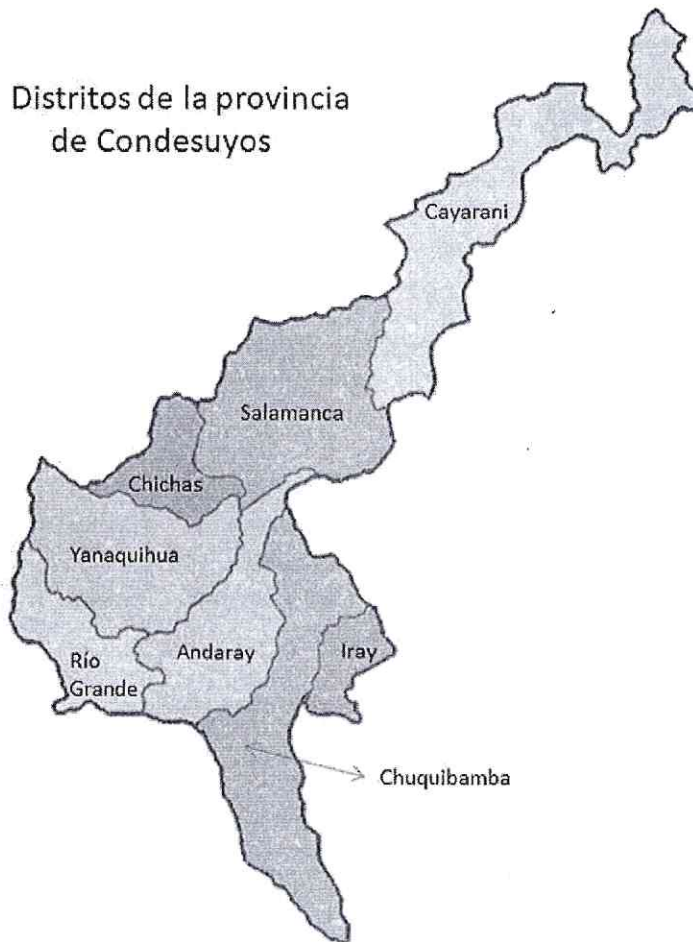 Distritos de la provincia
de Condesuyos
Cayarani
Salamanca
Chichas
Yanaquihua
Andaray
Iray
Río
Grande
Chuquibamba